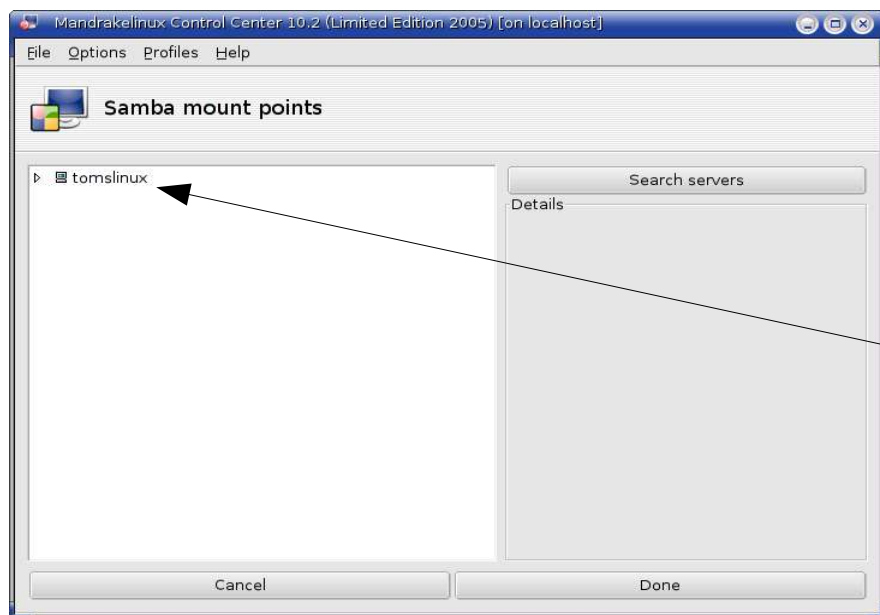 Mandrakelinux Control Center 10.2 (Limited Edition 2005) [on localhost]
File Options Profiles Help
Samba mount points
tomslinux
Search servers
Details
Cancel Done